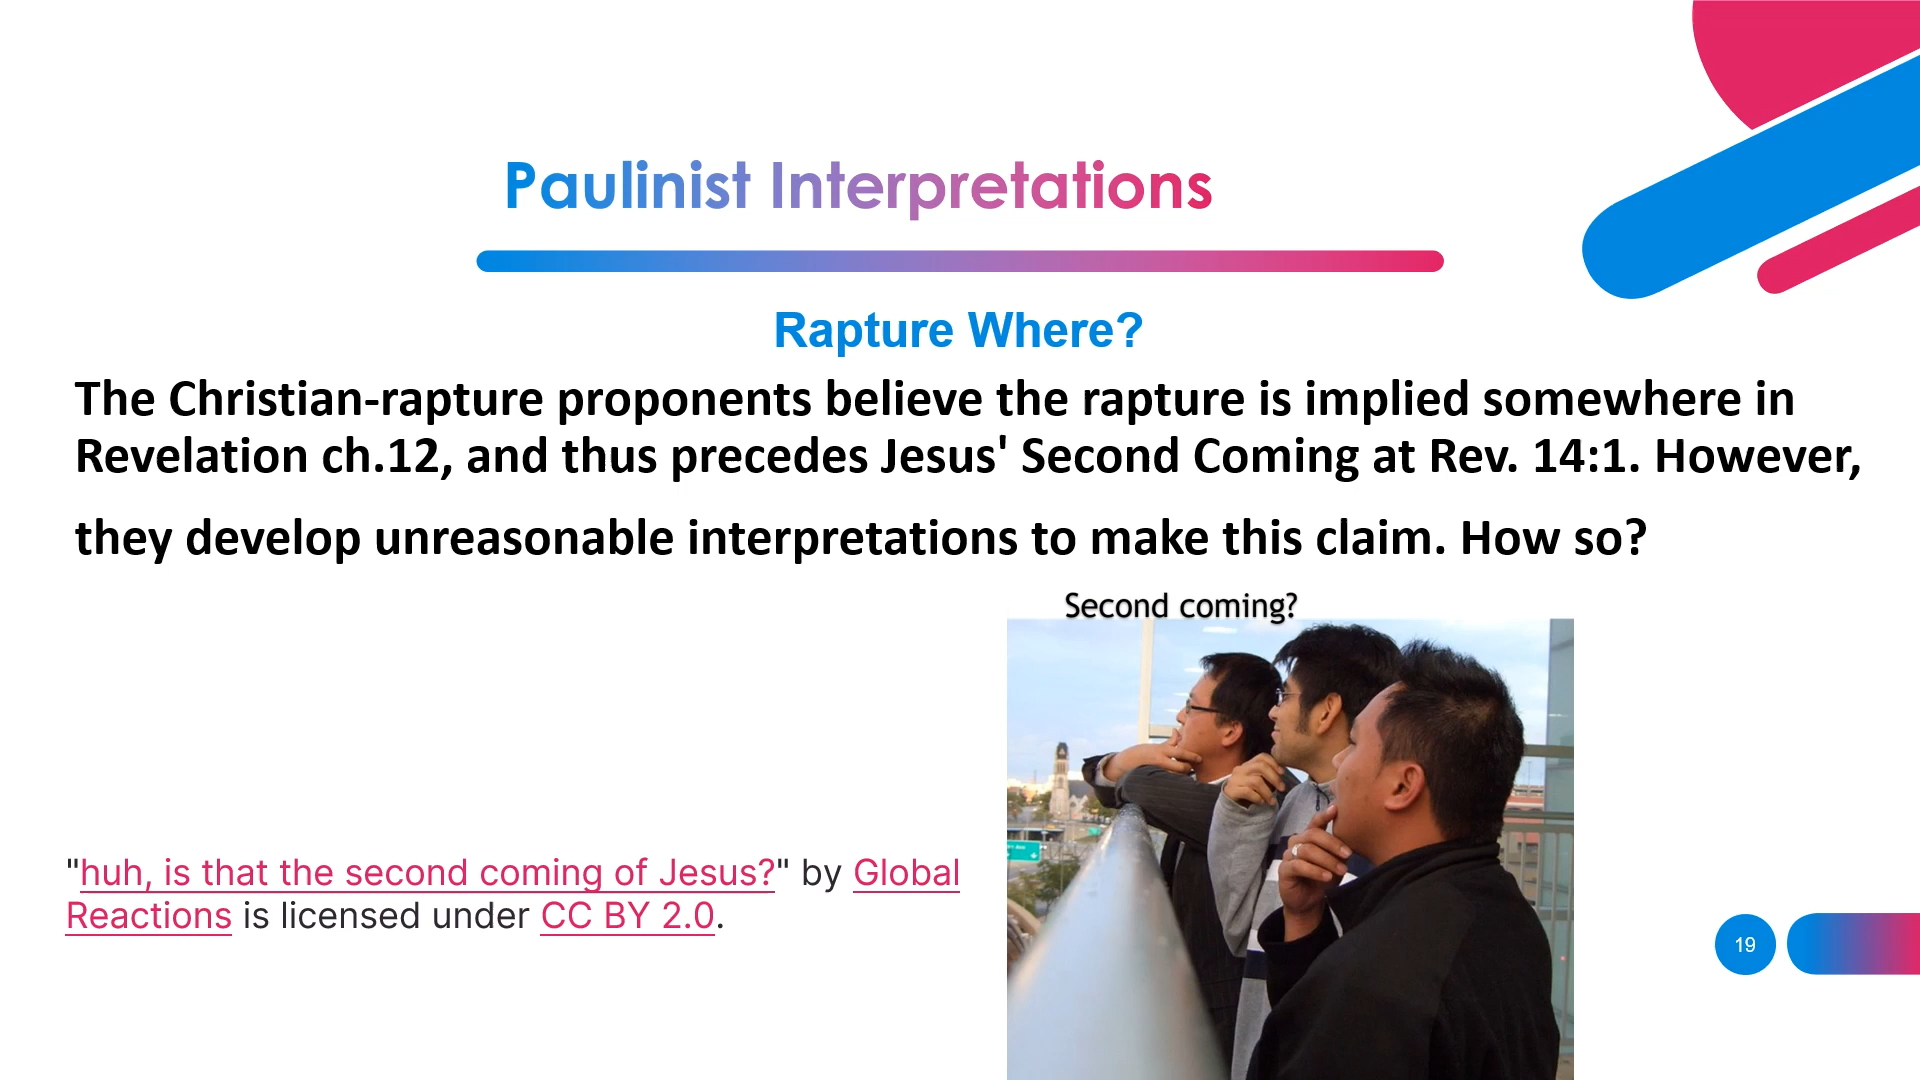 Paulinist Interpretations
Rapture Where?
The Christian-rapture proponents believe the rapture is implied somewhere in
Revelation ch.12, and thus precedes Jesus' Second Coming at Rev. 14:1. However,
they develop unreasonable interpretations to make this claim. How so?
Second coming?
"huh, is that the second coming of Jesus?" by Global
Reactions is licensed under CC BY 2.0.
19